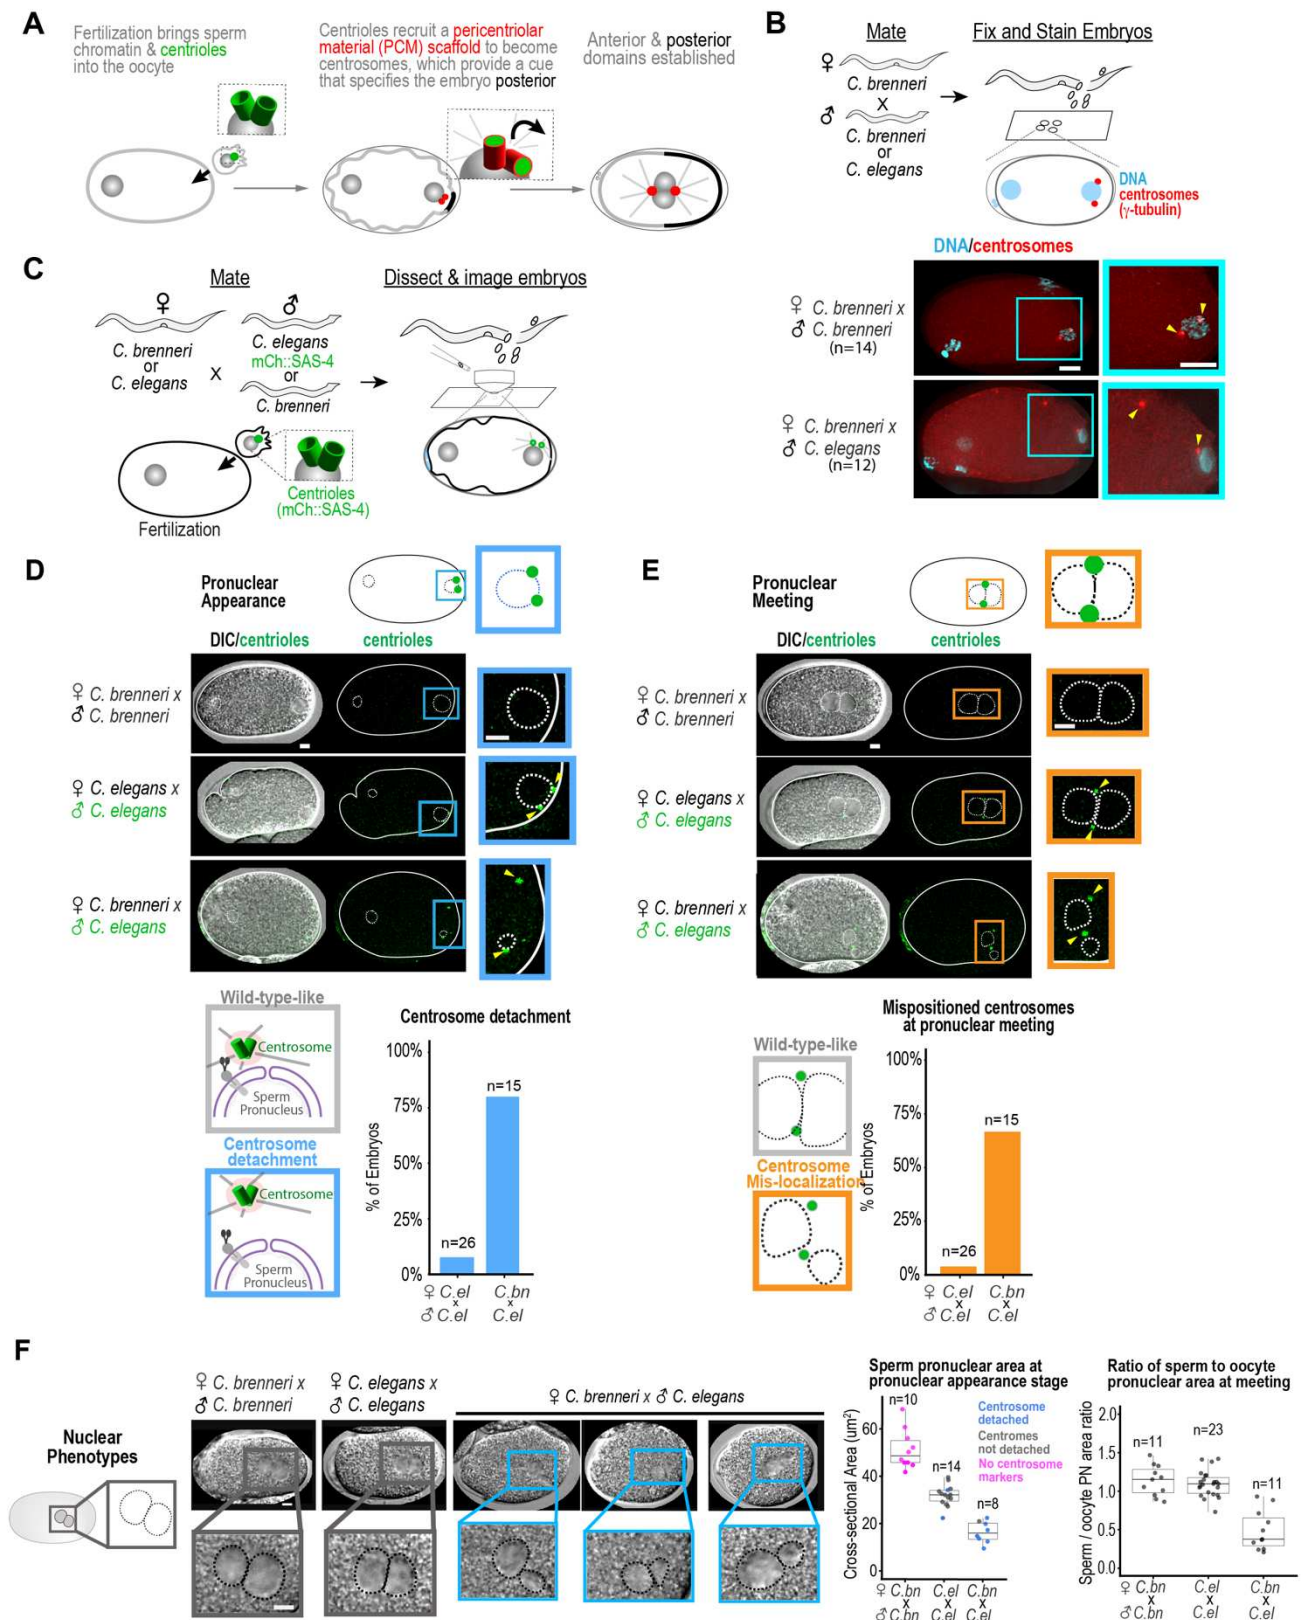 A
Fertilization brings sperm
chromatin & centrioles
into the oocyte
Centrioles recruit a pericentriolar
material (PCM) scaffold to become
centrosomes, which provide a cue
that specifies the embryo posterior
Anterior & posterior
domains established
B
Mate
Fix and Stain Embryos
♀
C. brenneri
X
♂
C. brenneri
or
C. elegans
DNA
centrosomes
(γ-tubulin)
DNA/centrosomes
♀ C. brenneri x
♂ C. brenneri
(n=14)
♀ C. brenneri x
♂ C. elegans
(n=12)
C
Mate
Dissect & image embryos
♀
♂
C. brenneri
or
C. elegans
X
C. elegans
mCh::SAS-4
or
C. brenneri
Centrioles
(mCh::SAS-4)
Fertilization
D
Pronuclear
Appearance
DIC/centrioles
centrioles
♀ C. brenneri x
♂ C. brenneri
♀ C. elegans x
♂ C. elegans
♀ C. brenneri x
♂ C. elegans
Wild-type-like
Centrosome
Sperm
Pronucleus
Centrosome
detachment
Centrosome
Sperm
Pronucleus
Centrosome detachment
% of Embryos
100%
75%
50%
25%
0%
n=26
n=15
♀ C.el C.bn
x x
♂ C.el C.el
E
Pronuclear
Meeting
DIC/centrioles
centrioles
♀ C. brenneri x
♂ C. brenneri
♀ C. elegans x
♂ C. elegans
♀ C. brenneri x
♂ C. elegans
Wild-type-like
Centrosome
Mis-localization
Mispositioned centrosomes
at pronuclear meeting
% of Embryos
100%
75%
50%
25%
0%
n=26
n=15
♀ C.el C.bn
x x
♂ C.el C.el
F
Nuclear
Phenotypes
♀ C. brenneri x
♂ C. brenneri
♀ C. elegans x
♂ C. elegans
♀ C. brenneri x ♂ C. elegans
Sperm pronuclear area at
pronuclear appearance stage
Cross-sectional Area (um²)
60
40
20
0
n=10
n=14
n=8
Centrosome
detached
Centromes
not detached
No centrosome
markers
♀ C.bn C.el C.bn
x x x
♂ C.bn C.el C.el
Ratio of sperm to oocyte
pronuclear area at meeting
Sperm / oocyte PN area ratio
2.0
1.5
1.0
0.5
0.0
n=11
n=23
n=11
♀ C.bn C.el C.bn
x x x
♂ C.bn C.el C.el